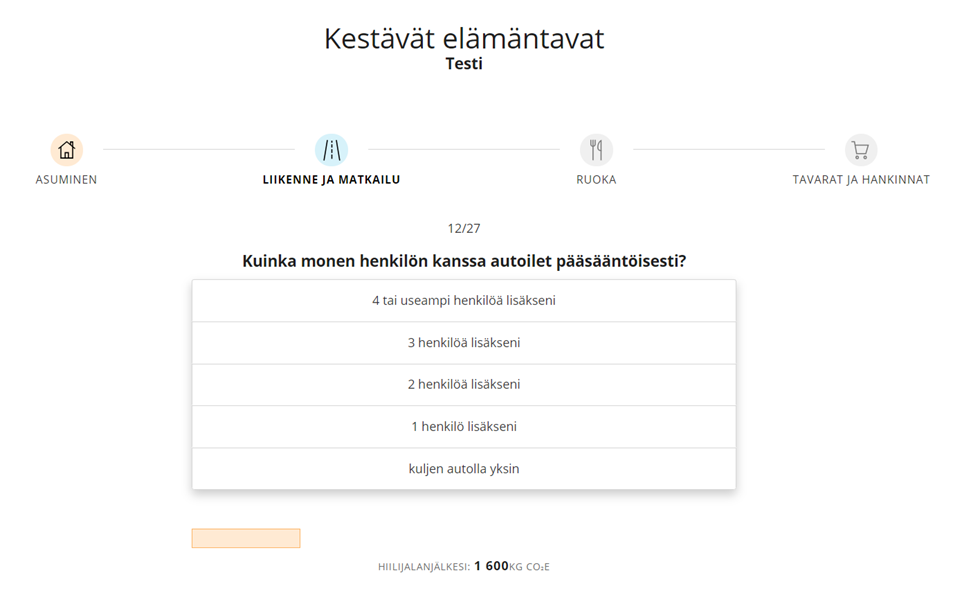 Kestävät elämäntavat
Testi
ASUMINEN
LIIKENNE JA MATKAILU
RUOKA
TAVARAT JA HANKINNAT
12/27
Kuinka monen henkilön kanssa autoilet pääsääntöisesti?
4 tai useampi henkilöä lisäkseni
3 henkilöä lisäkseni
2 henkilöä lisäkseni
1 henkilö lisäkseni
kuljen autolla yksin
HIILIJALANJÄLKESI: 1 600KG CO₂E